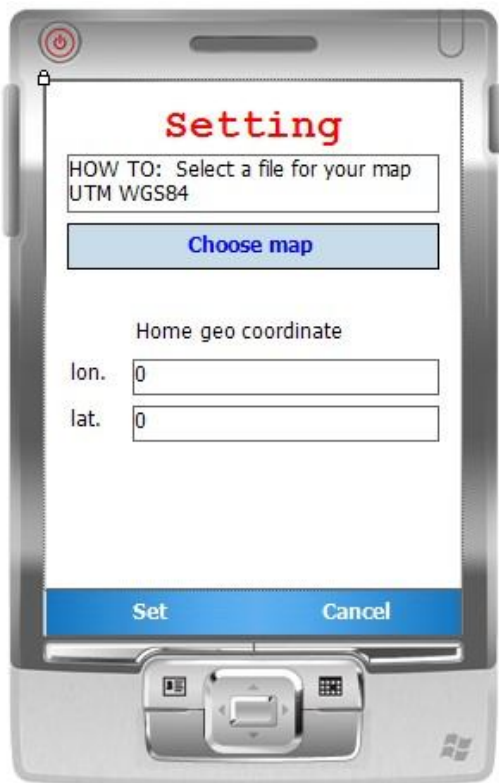 Setting
HOW TO:  Select a file for your map
UTM WGS84
Choose map
Home geo coordinate
lon.
0
lat.
0
Set
Cancel